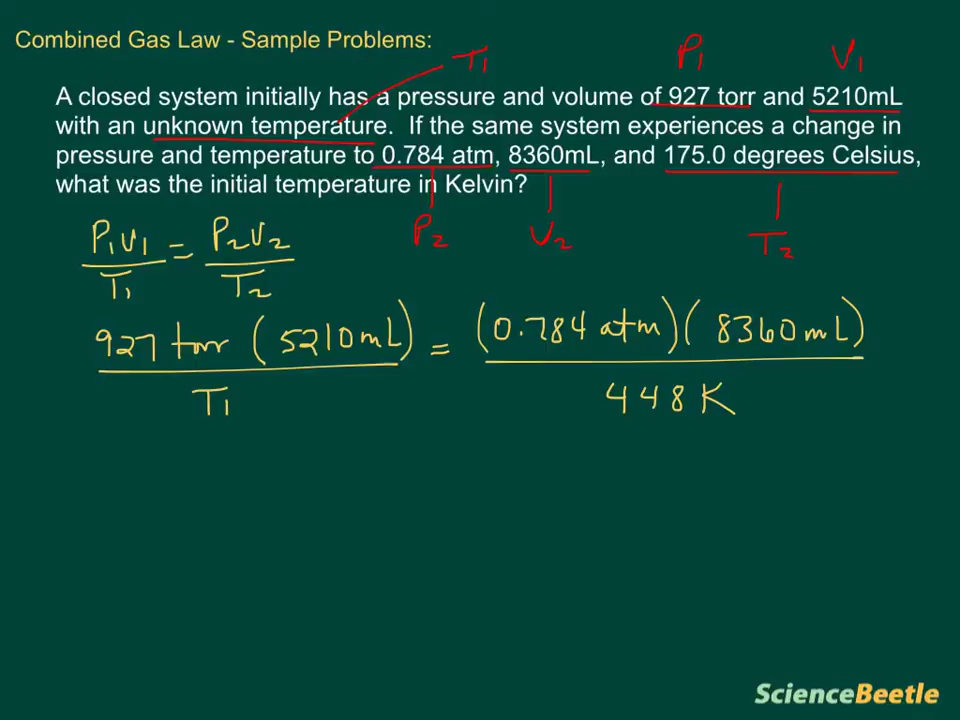 Combined Gas Law - Sample Problems:
T1 P1 V1
A closed system initially has a pressure and volume of 927 torr and 5210mL
with an unknown temperature. If the same system experiences a change in
pressure and temperature to 0.784 atm, 8360mL, and 175.0 degrees Celsius,
what was the initial temperature in Kelvin?
P2 V2 T2
P1V1 = P2V2
T1 T2
927 torr (5210mL) = (0.784 atm)(8360mL)
T1 448K
ScienceBeetle